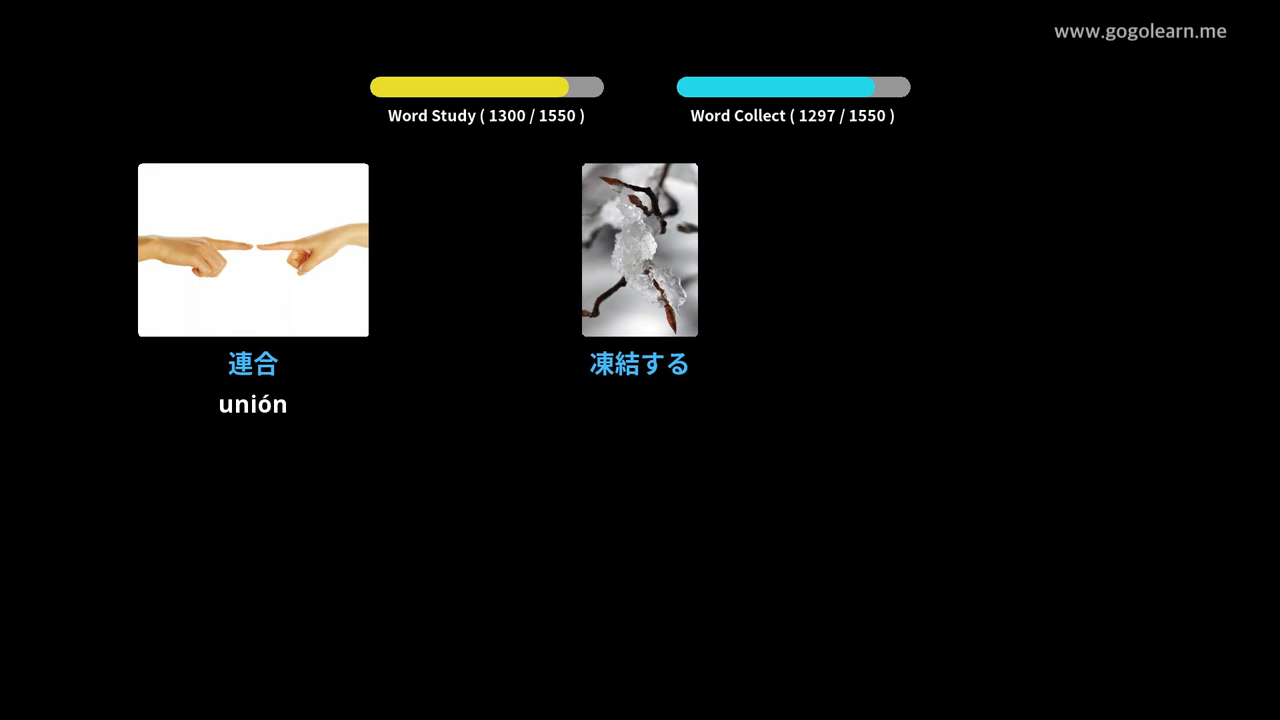 www.gogolearn.me
Word Study ( 1300 / 1550 )
Word Collect ( 1297 / 1550 )
連合
unión
凍結する